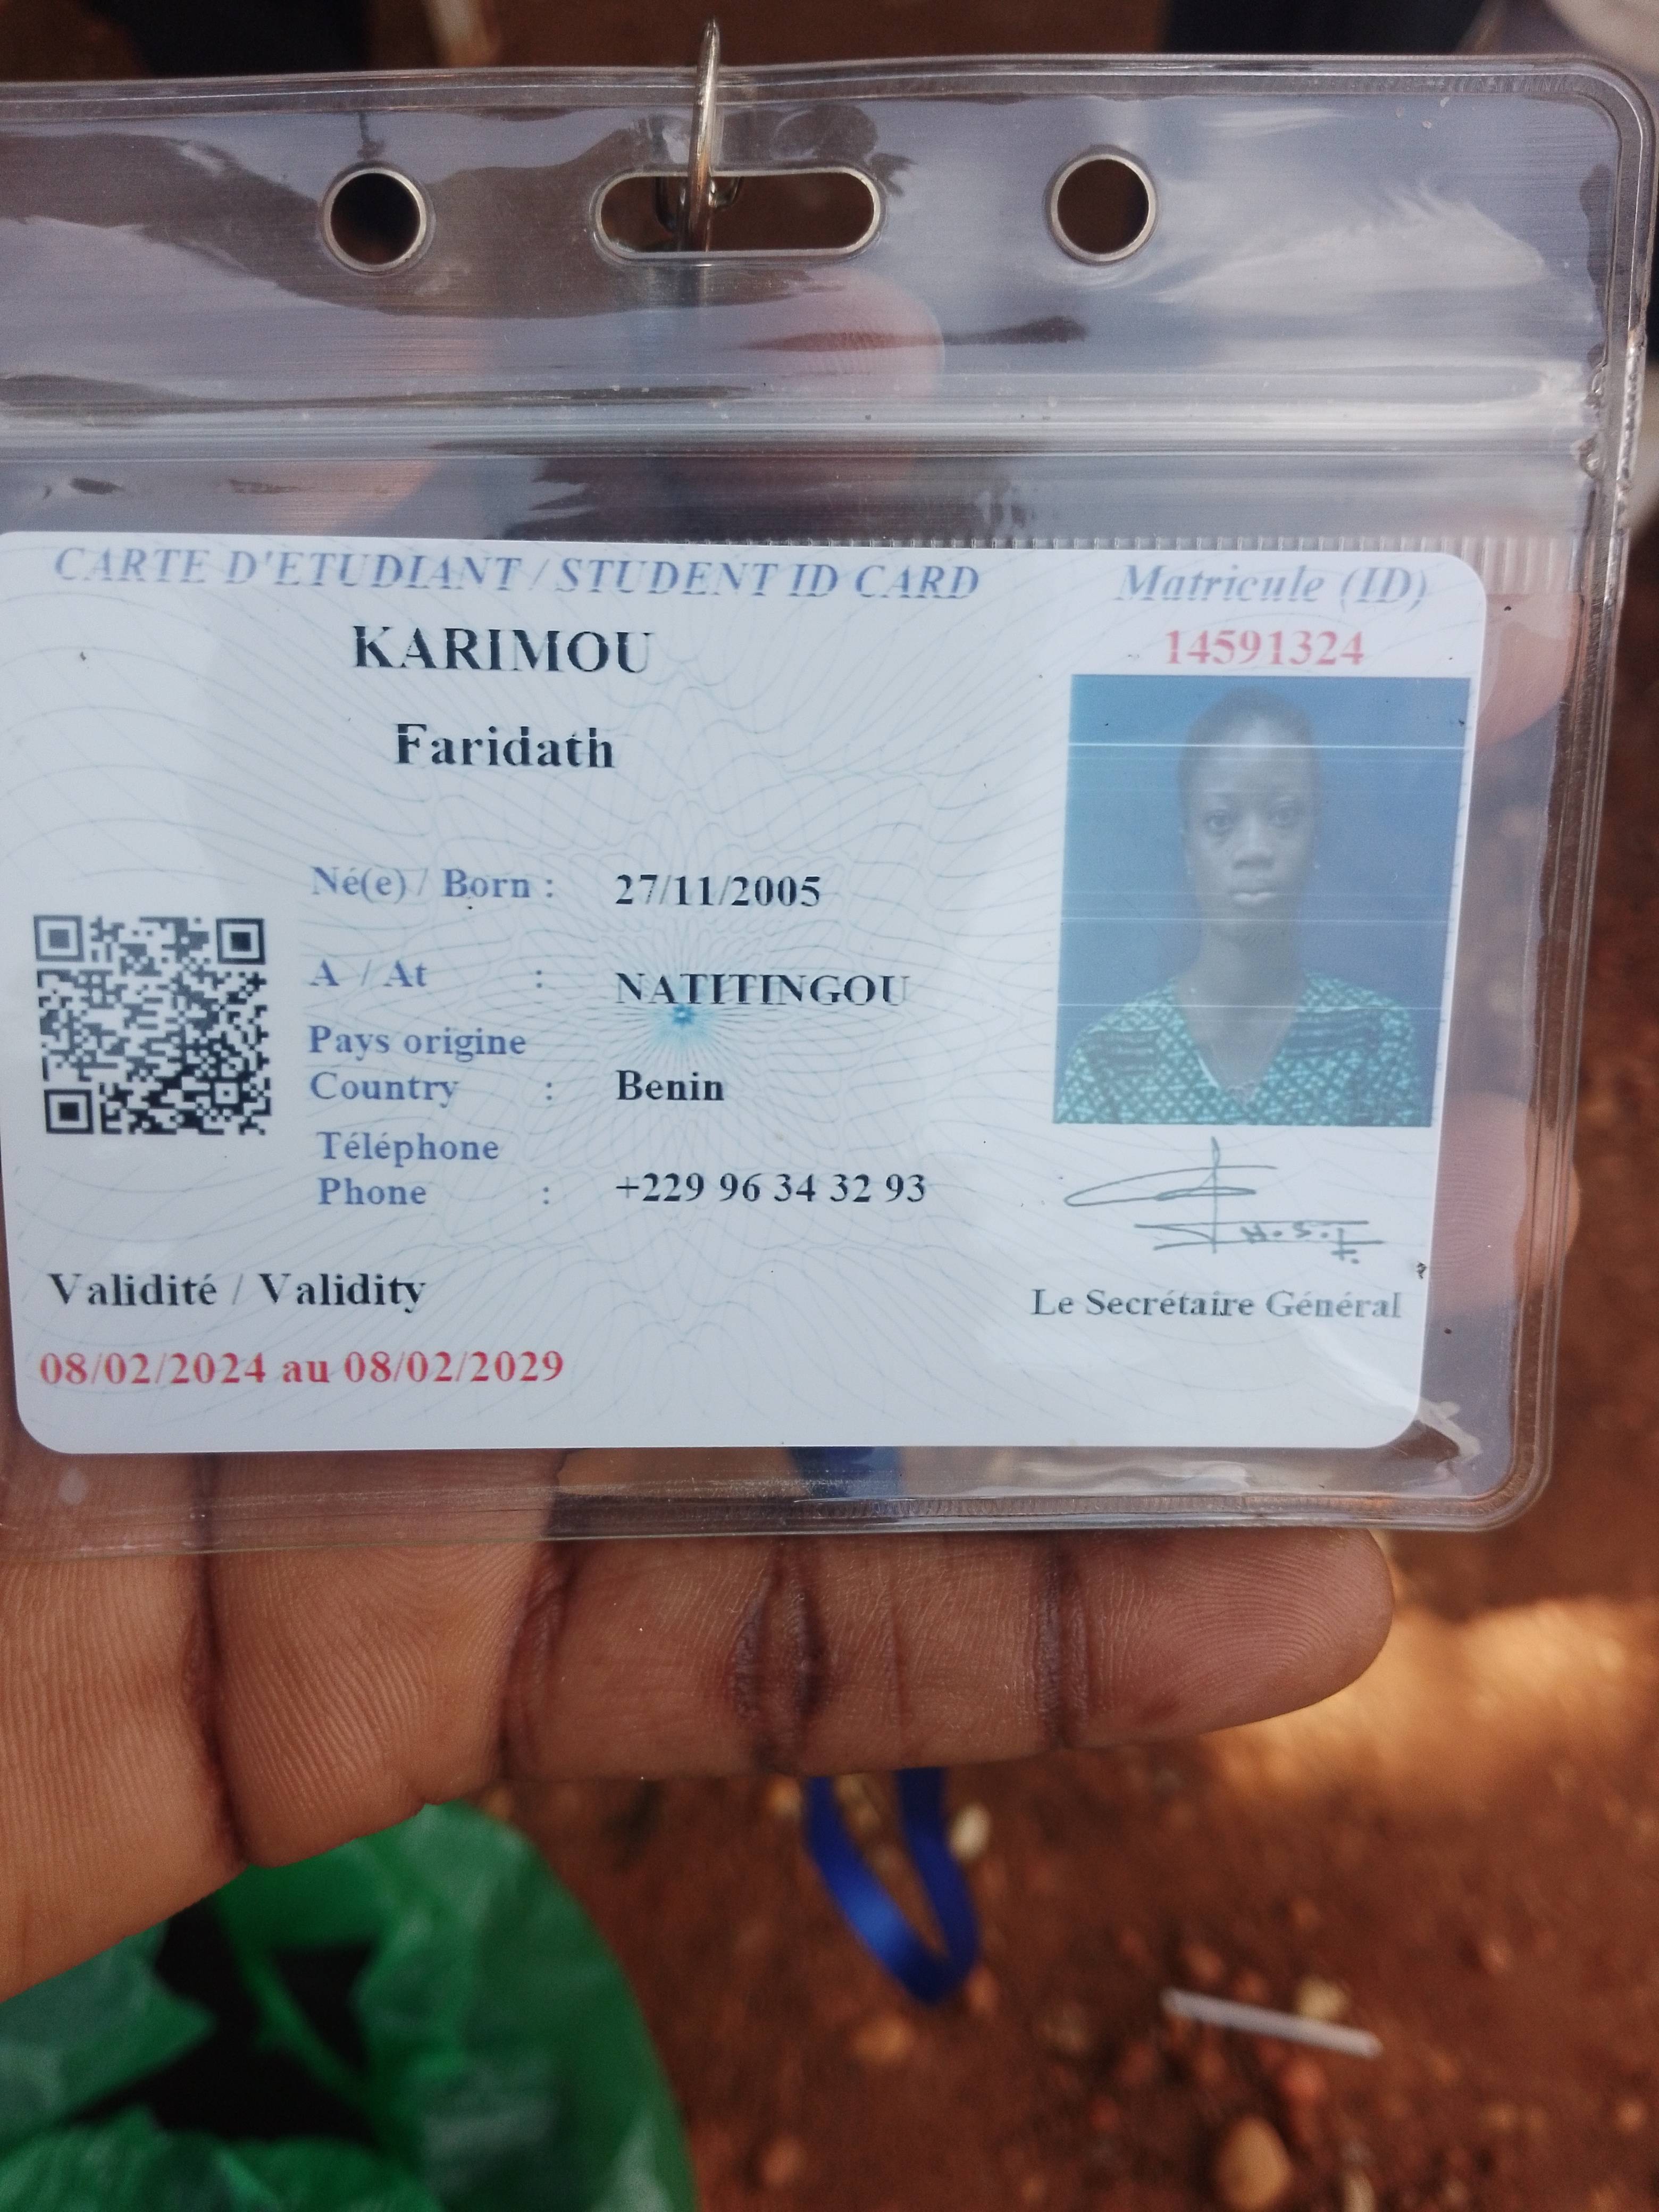 CARTE D'ETUDIANT / STUDENT ID CARD
Matricule (ID)
14591324
KARIMOU
Faridath
Né(e) / Born : 27/11/2005
A / At : NATITINGOU
Pays origine
Country : Benin
Téléphone
Phone : +229 96 34 32 93
Validité / Validity
08/02/2024 au 08/02/2029
Le Secrétaire Général